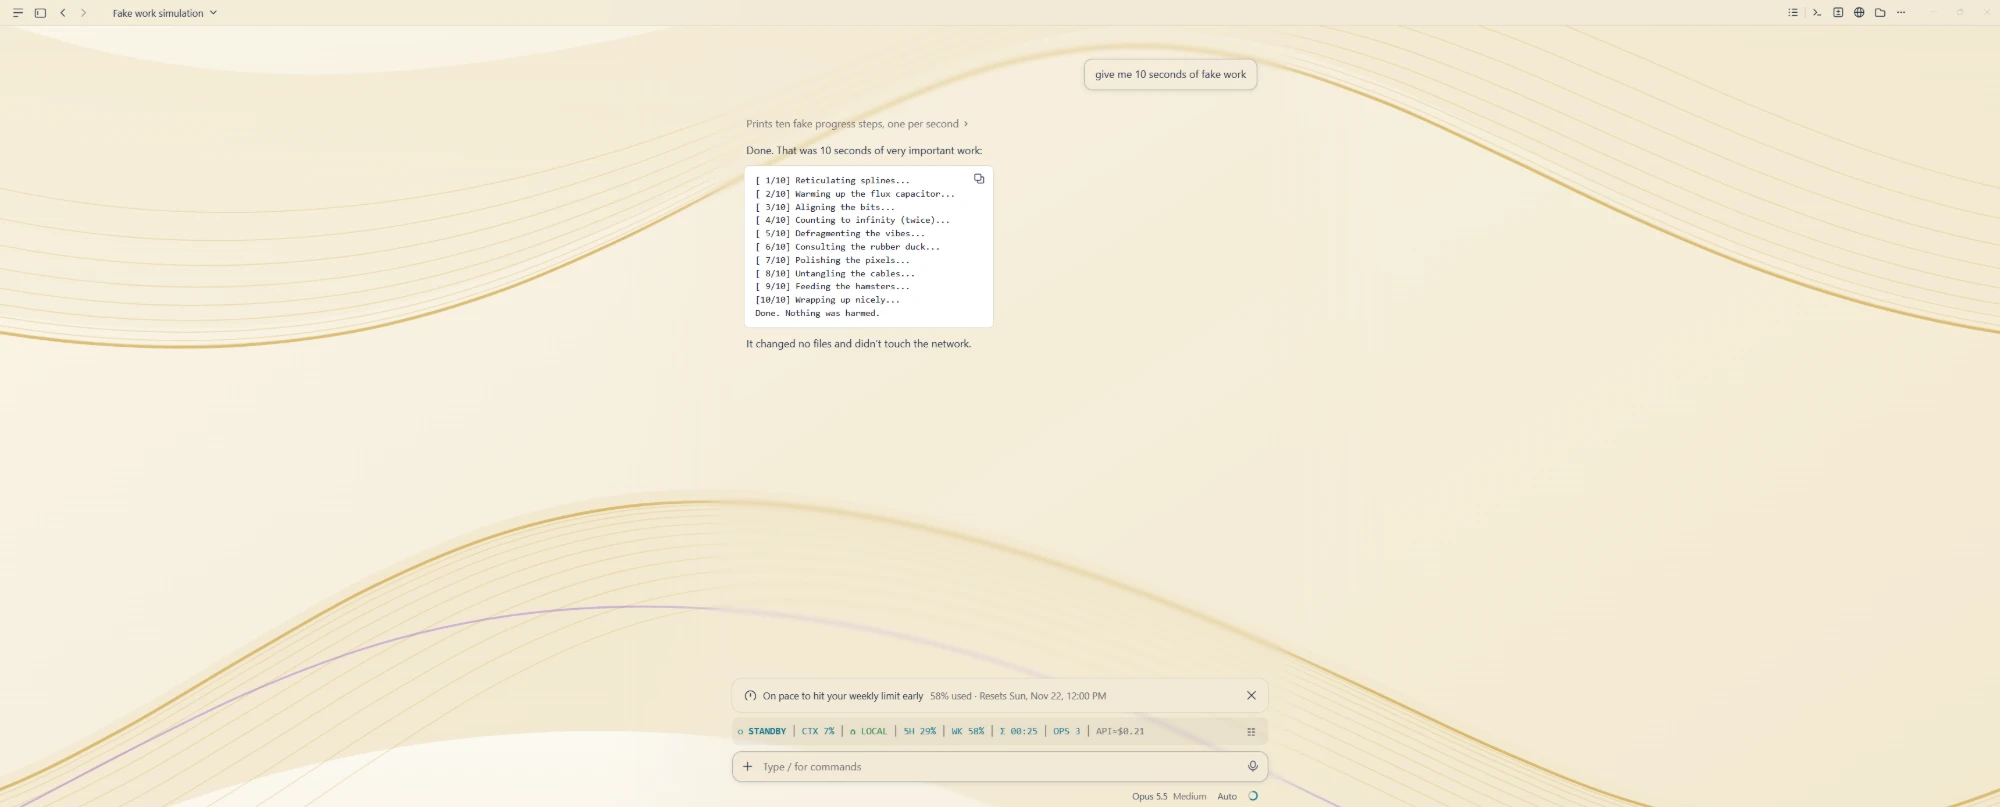 Fake work simulation
give me 10 seconds of fake work
Prints ten fake progress steps, one per second
Done. That was 10 seconds of very important work:
[ 1/10] Reticulating splines...
[ 2/10] Warming up the flux capacitor...
[ 3/10] Aligning the bits...
[ 4/10] Counting to infinity (twice)...
[ 5/10] Defragmenting the vibes...
[ 6/10] Consulting the rubber duck...
[ 7/10] Polishing the pixels...
[ 8/10] Untangling the cables...
[ 9/10] Feeding the hamsters...
[10/10] Wrapping up nicely...
Done. Nothing was harmed.
It changed no files and didn't touch the network.
On pace to hit your weekly limit early 58% used · Resets Sun, Nov 22, 12:00 PM
○ STANDBY │ CTX 7% │ ⌂ LOCAL │ 5H 29% │ WK 58% │ Σ 00:25 │ OPS 3 │ API≈$0.21
Type / for commands
Opus 5.5 Medium Auto